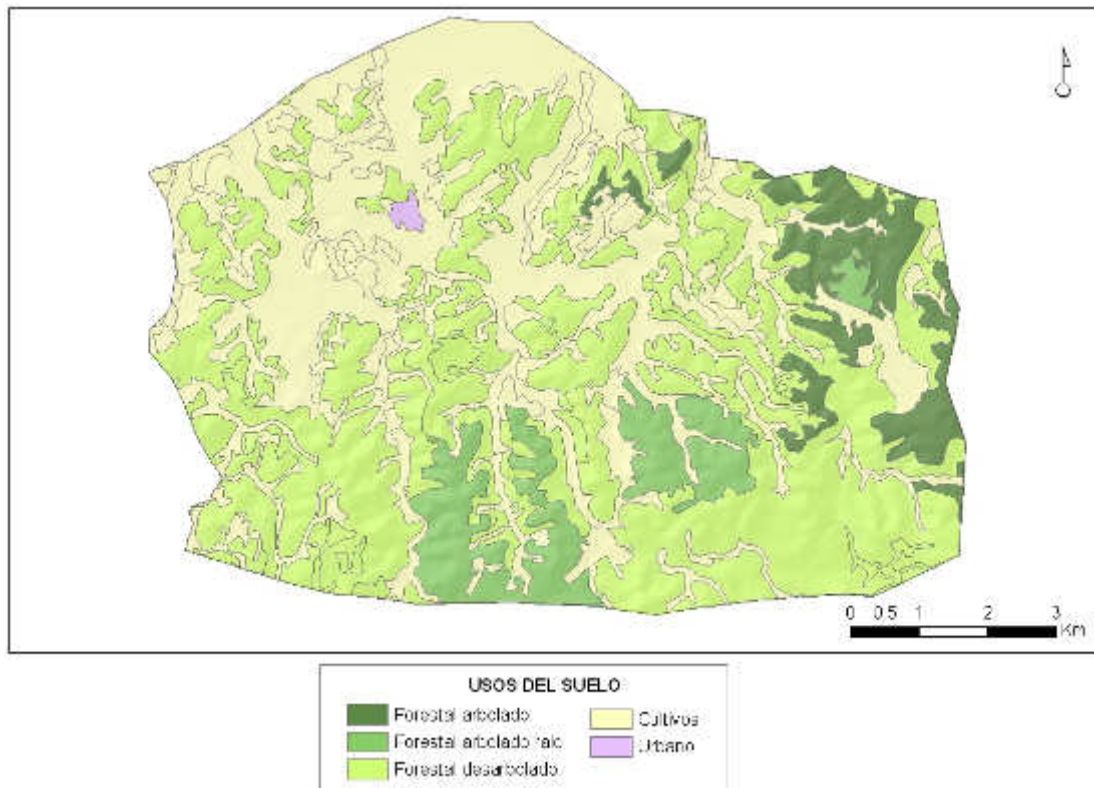 0 0.5 1 2 3
Km
USOS DEL SUELO
Forestal arbolado
Forestal arbolado ralo
Forestal desarbolado
Cultivos
Urbano